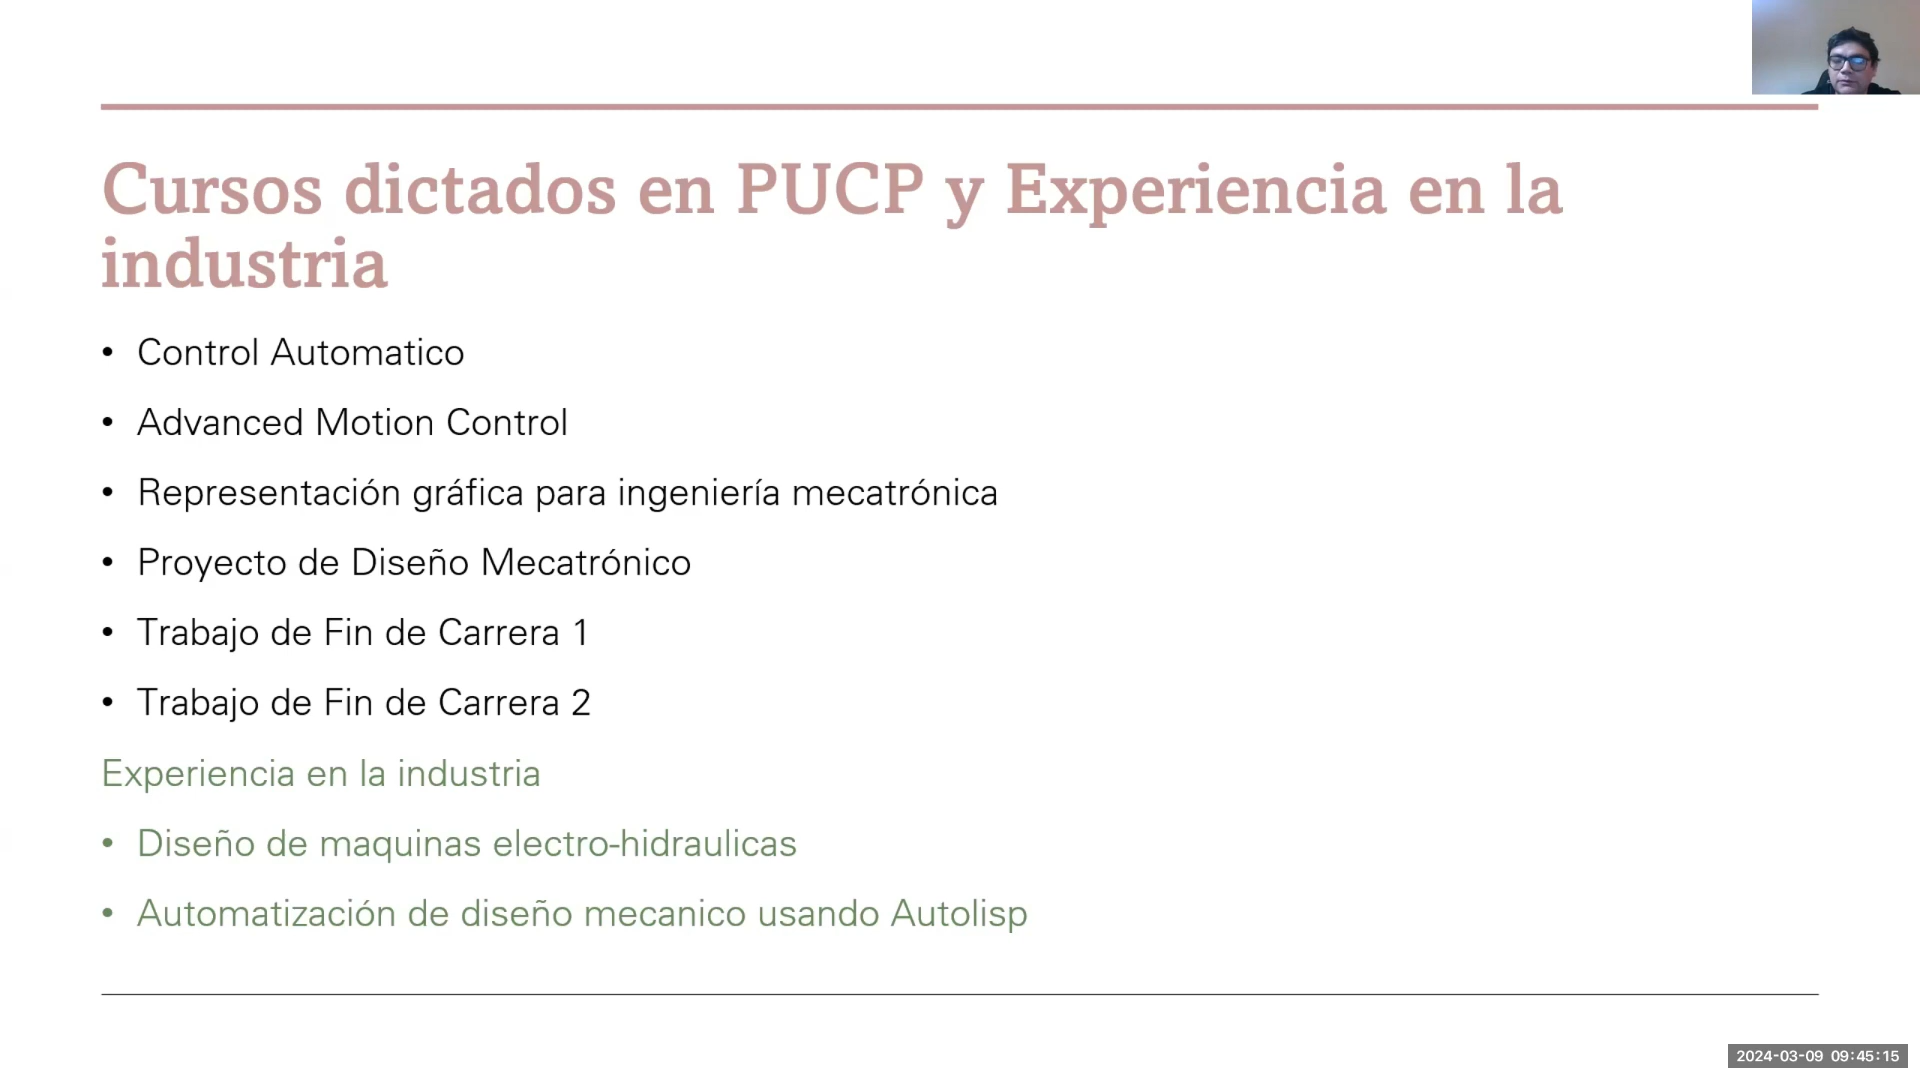 Cursos dictados en PUCP y Experiencia en la
industria
• Control Automatico
• Advanced Motion Control
• Representación gráfica para ingeniería mecatrónica
• Proyecto de Diseño Mecatrónico
• Trabajo de Fin de Carrera 1
• Trabajo de Fin de Carrera 2
Experiencia en la industria
• Diseño de maquinas electro-hidraulicas
• Automatización de diseño mecanico usando Autolisp
2024-03-09 09:45:15